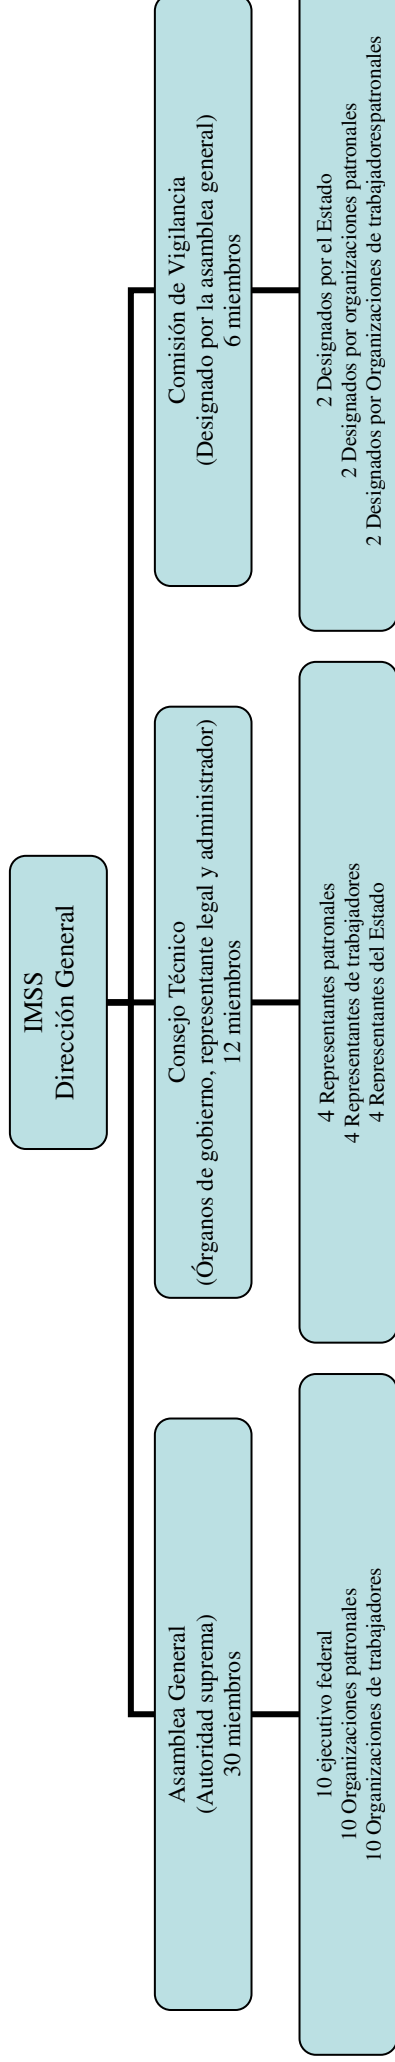 IMSS
Dirección General
Asamblea General
(Autoridad suprema)
30 miembros
Consejo Técnico
(Órganos de gobierno, representante legal y administrador)
12 miembros
Comisión de Vigilancia
(Designado por la asamblea general)
6 miembros
10 ejecutivo federal
10 Organizaciones patronales
10 Organizaciones de trabajadores
4 Representantes patronales
4 Representantes de trabajadores
4 Representantes del Estado
2 Designados por el Estado
2 Designados por organizaciones patronales
2 Designados por Organizaciones de trabajadorespatronales